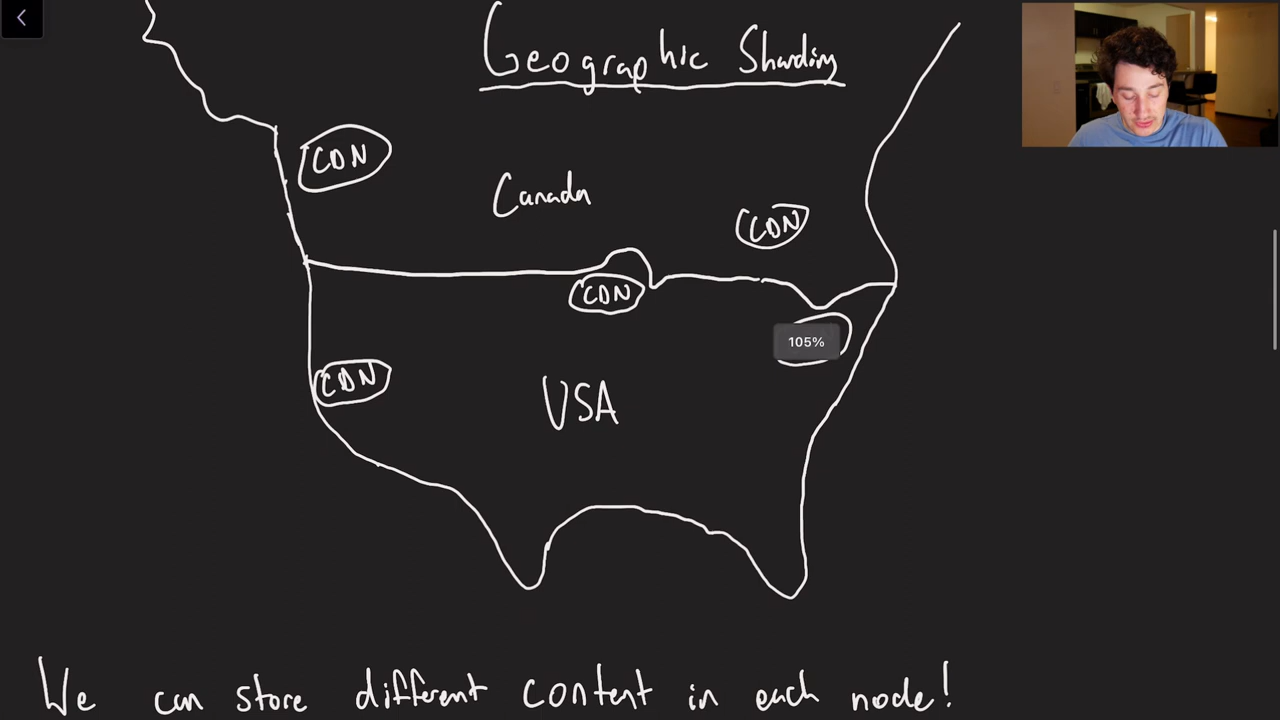 Geographic Sharding
CDN
Canada
CDN
CDN
105%
CDN
USA
We can store different content in each node!